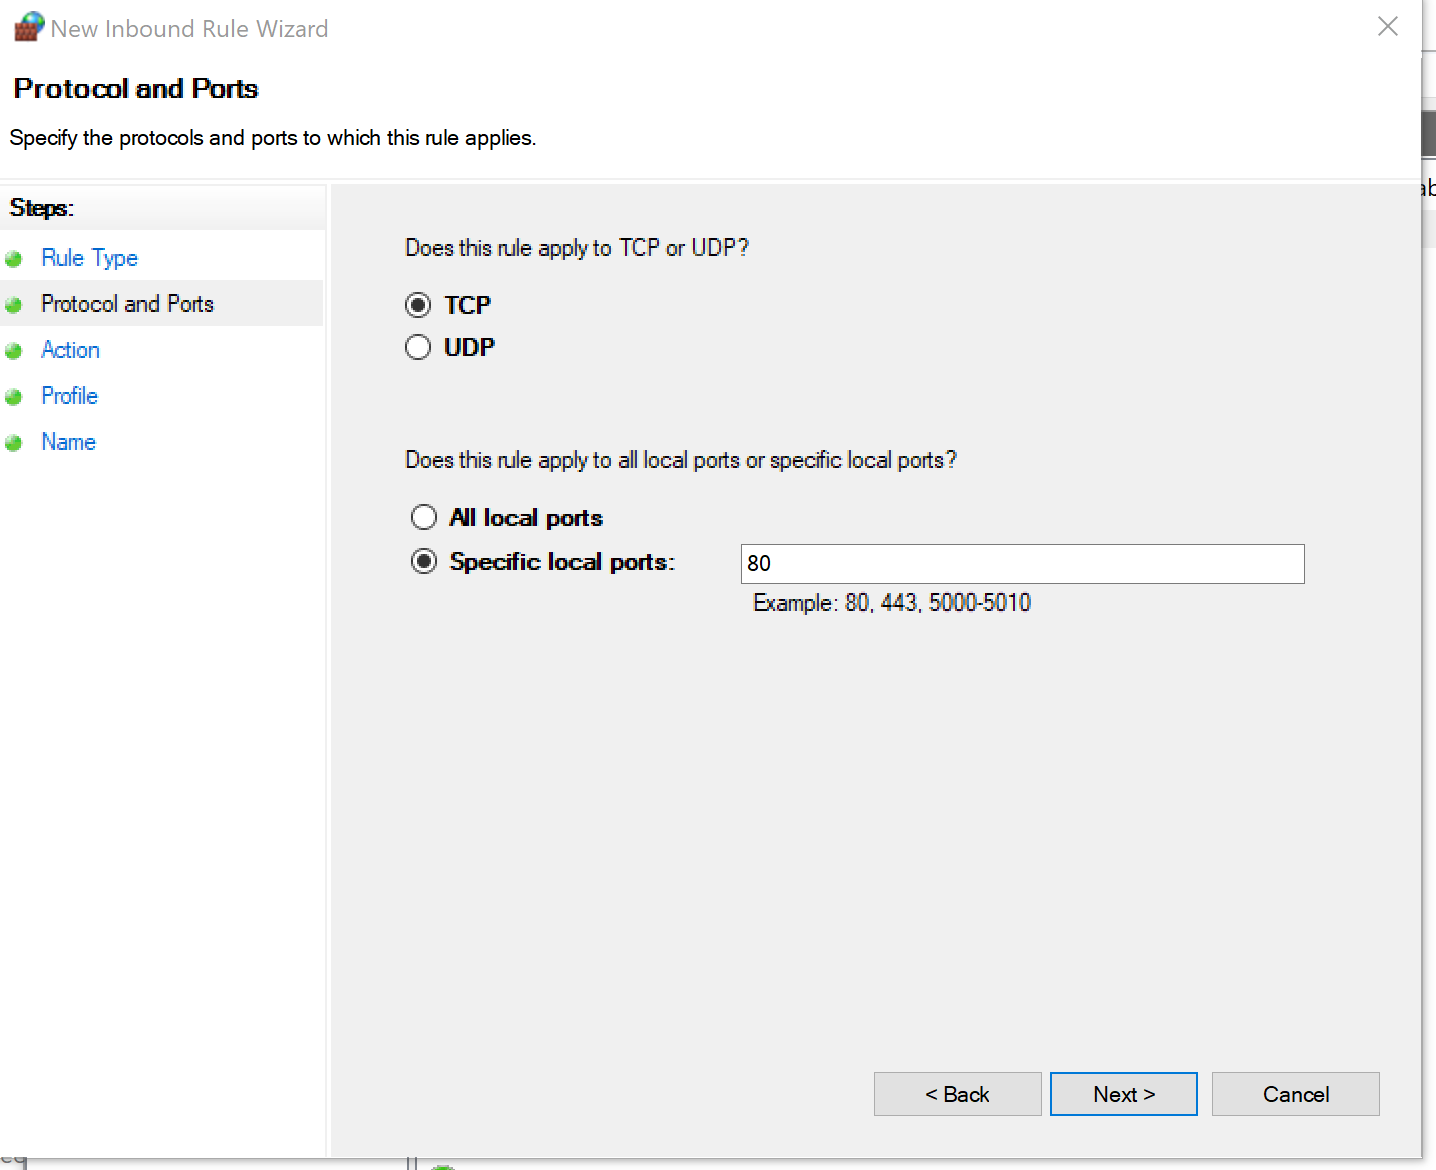 New Inbound Rule Wizard
Protocol and Ports
Specify the protocols and ports to which this rule applies.
Steps:
Rule Type
Protocol and Ports
Action
Profile
Name
Does this rule apply to TCP or UDP?
TCP
UDP
Does this rule apply to all local ports or specific local ports?
All local ports
Specific local ports:
80
Example: 80, 443, 5000-5010
< Back
Next >
Cancel